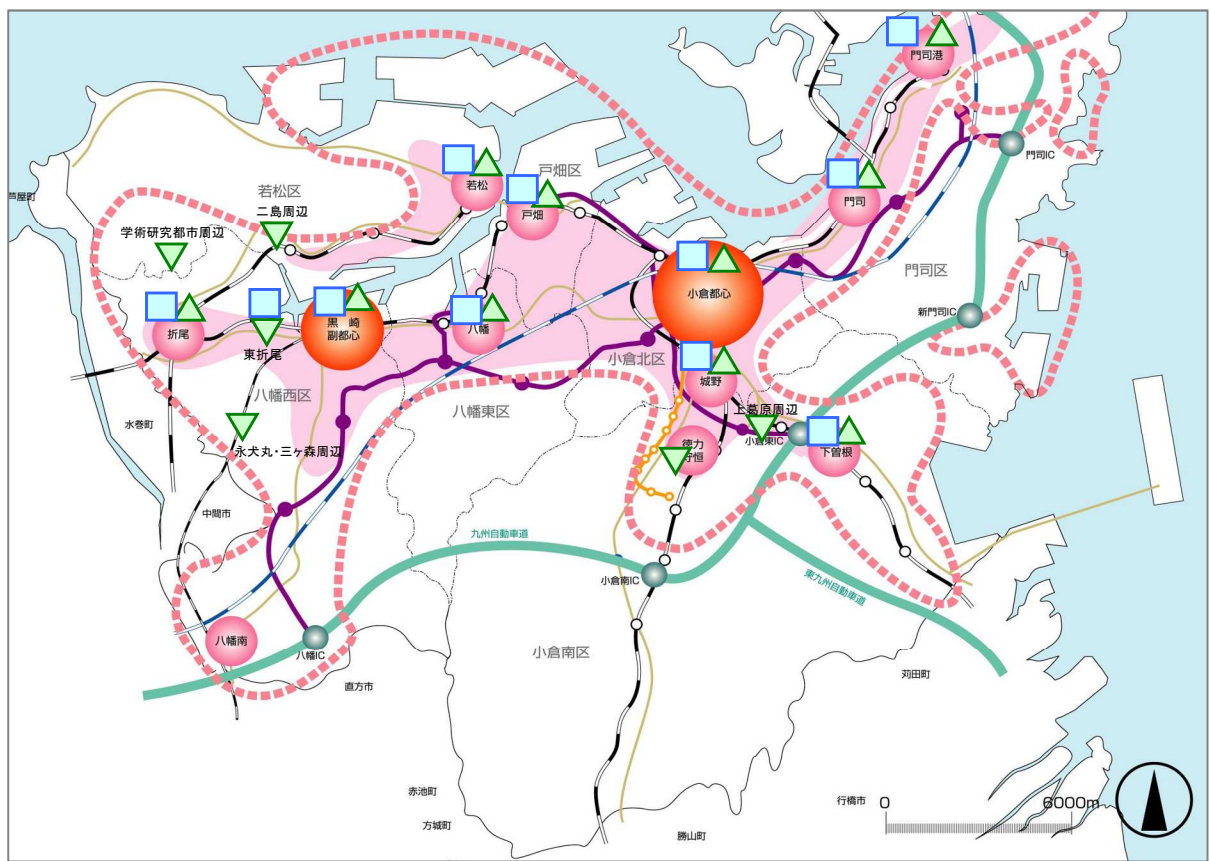 門司港
門司IC
戸畑区
若松
戸畑
門司
芦屋町
若松区
二島周辺
学術研究都市周辺
門司区
小倉都心
新門司IC
折尾
東折尾
黒崎
副都心
八幡
小倉北区
城野
八幡西区
八幡東区
上葛原周辺
小倉東IC
水巻町
永犬丸・三ヶ森周辺
徳力
守恒
下曽根
中間市
九州自動車道
小倉南IC
東九州自動車道
八幡南
八幡IC
小倉南区
直方市
苅田町
赤池町
方城町
勝山町
行橋市
0
6000m